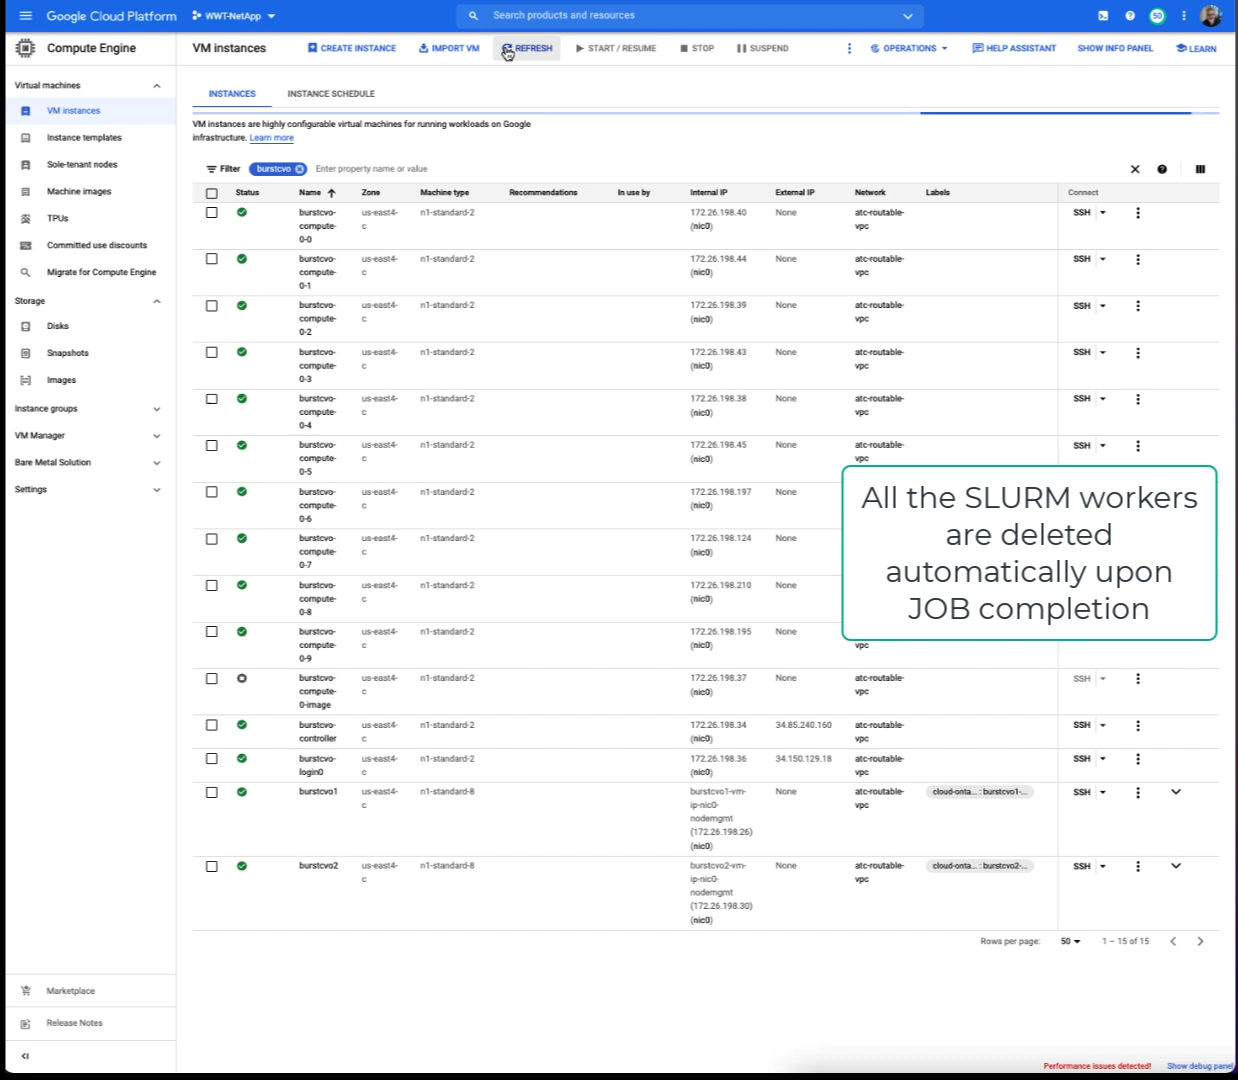 Google Cloud Platform
WWT-NetApp
Search products and resources
50
Compute Engine
VM instances
CREATE INSTANCE
IMPORT VM
REFRESH
START / RESUME
STOP
SUSPEND
OPERATIONS
HELP ASSISTANT
SHOW INFO PANEL
LEARN
Virtual machines
VM instances
Instance templates
Sole-tenant nodes
Machine images
TPUs
Committed use discounts
Migrate for Compute Engine
Storage
Disks
Snapshots
Images
Instance groups
VM Manager
Bare Metal Solution
Settings
Marketplace
Release Notes
INSTANCES
INSTANCE SCHEDULE
VM instances are highly configurable virtual machines for running workloads on Google
infrastructure. Learn more
Filter
burstcvo
Enter property name or value
Status Name Zone Machine type Recommendations In use by Internal IP External IP Network Labels Connect
burstcvo- us-east4- n1-standard-2 172.26.198.40 None atc-routable- SSH
compute- c (nic0) vpc
0-0
burstcvo- us-east4- n1-standard-2 172.26.198.44 None atc-routable- SSH
compute- c (nic0) vpc
0-1
burstcvo- us-east4- n1-standard-2 172.26.198.39 None atc-routable- SSH
compute- c (nic0) vpc
0-2
burstcvo- us-east4- n1-standard-2 172.26.198.43 None atc-routable- SSH
compute- c (nic0) vpc
0-3
burstcvo- us-east4- n1-standard-2 172.26.198.38 None atc-routable- SSH
compute- c (nic0) vpc
0-4
burstcvo- us-east4- n1-standard-2 172.26.198.45 None atc-routable- SSH
compute- c (nic0) vpc
0-5
burstcvo- us-east4- n1-standard-2 172.26.198.197 None
compute- c (nic0)
0-6
burstcvo- us-east4- n1-standard-2 172.26.198.124 None
compute- c (nic0)
0-7
burstcvo- us-east4- n1-standard-2 172.26.198.210 None
compute- c (nic0)
0-8
burstcvo- us-east4- n1-standard-2 172.26.198.195 None
compute- c (nic0) vpc
0-9
All the SLURM workers
are deleted
automatically upon
JOB completion
burstcvo- us-east4- n1-standard-2 172.26.198.37 None atc-routable- SSH
compute- c (nic0) vpc
0-image
burstcvo- us-east4- n1-standard-2 172.26.198.34 34.85.240.160 atc-routable- SSH
controller c (nic0) vpc
burstcvo- us-east4- n1-standard-2 172.26.198.36 34.150.129.18 atc-routable- SSH
login0 c (nic0) vpc
burstcvo1 us-east4- n1-standard-8 burstcvo1-vm- None atc-routable- cloud-onta... : burstcvo1-... SSH
c ip-nic0- vpc
nodemgmt
(172.26.198.26)
(nic0)
burstcvo2 us-east4- n1-standard-8 burstcvo2-vm- None atc-routable- cloud-onta... : burstcvo2-... SSH
c ip-nic0- vpc
nodemgmt
(172.26.198.30)
(nic0)
Rows per page: 50 1 – 15 of 15
Performance issues detected! Show debug panel